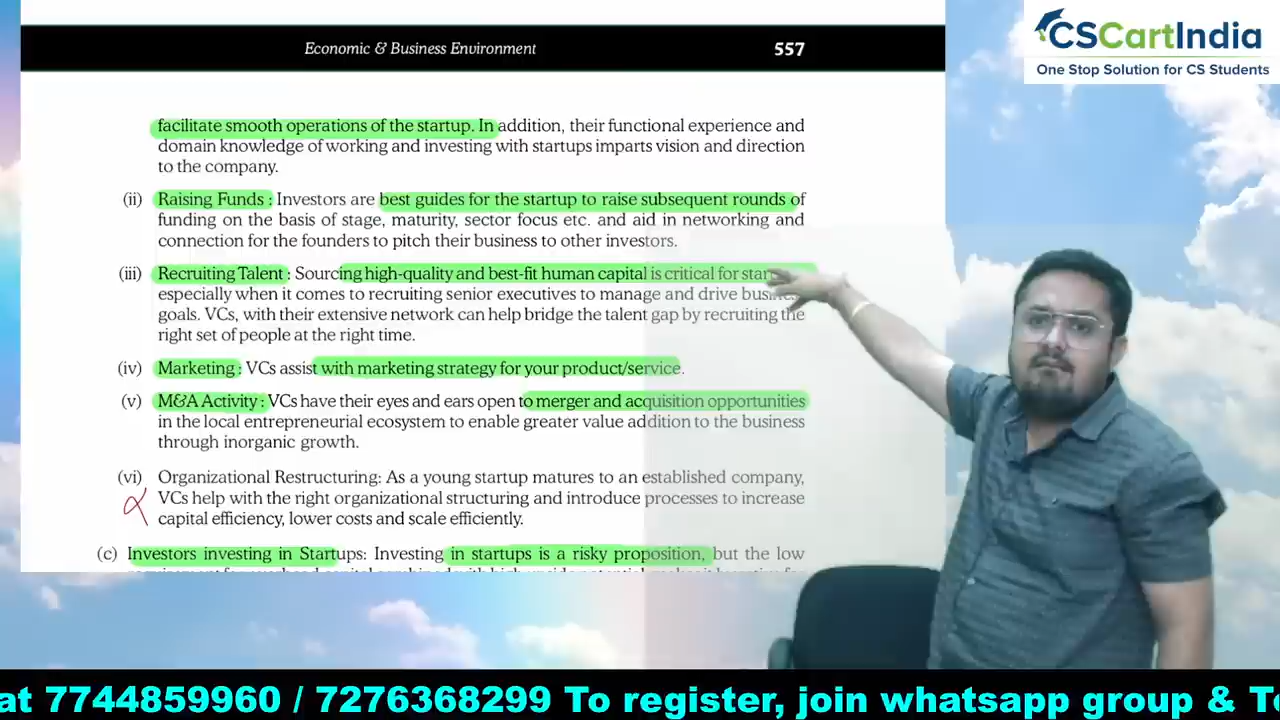 Economic & Business Environment 557
CSCartIndia
One Stop Solution for CS Students
facilitate smooth operations of the startup. In addition, their functional experience and
domain knowledge of working and investing with startups imparts vision and direction
to the company.
(ii) Raising Funds : Investors are best guides for the startup to raise subsequent rounds of
funding on the basis of stage, maturity, sector focus etc. and aid in networking and
connection for the founders to pitch their business to other investors.
(iii) Recruiting Talent : Sourcing high-quality and best-fit human capital is critical for
especially when it comes to recruiting senior executives to manage and drive
goals. VCs, with their extensive network can help bridge the talent gap by recruiting the
right set of people at the right time.
(iv) Marketing : VCs assist with marketing strategy for your product/service.
(v) M&A Activity : VCs have their eyes and ears open to merger and acquisition opportunities
in the local entrepreneurial ecosystem to enable greater value addition to the business
through inorganic growth.
(vi) Organizational Restructuring: As a young startup matures to an established company,
VCs help with the right organizational structuring and introduce processes to increase
capital efficiency, lower costs and scale efficiently.
(c) Investors investing in Startups: Investing in startups is a risky proposition, but the low
at 7744859960 / 7276368299 To register, join whatsapp group &